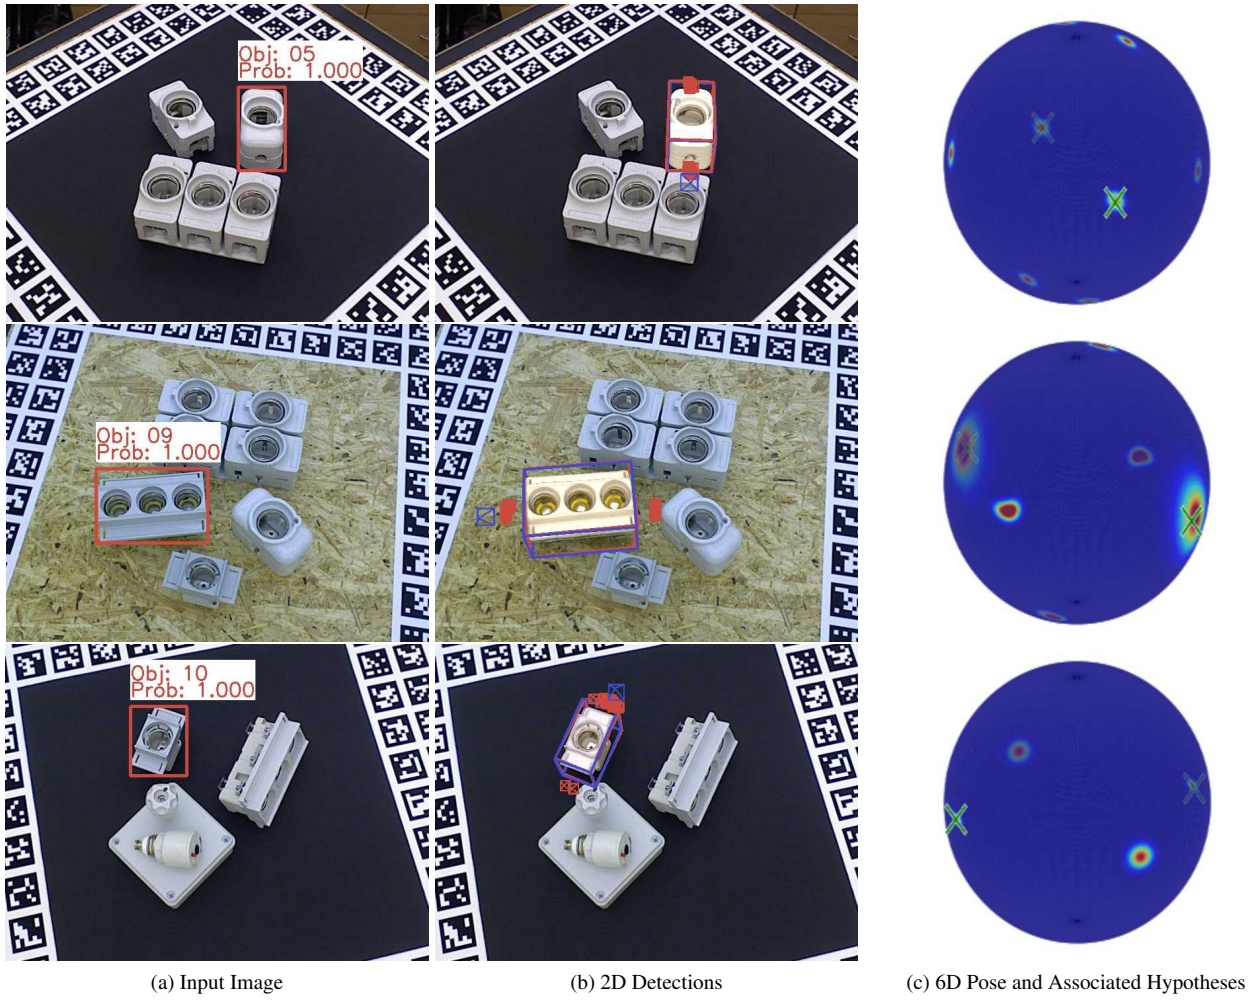 Obj: 05
Prob: 1.000
Obj: 09
Prob: 1.000
Obj: 10
Prob: 1.000
(a) Input Image
(b) 2D Detections
(c) 6D Pose and Associated Hypotheses